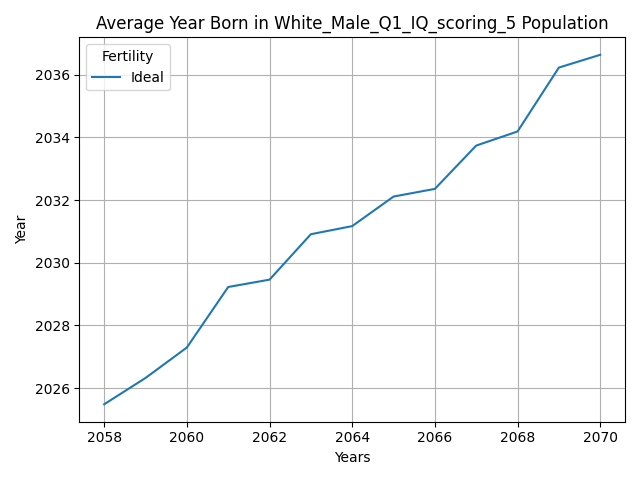 Average Year Born in White_Male_Q1_IQ_scoring_5 Population
Fertility
Ideal
Year
2036
2034
2032
2030
2028
2026
2058 2060 2062 2064 2066 2068 2070
Years